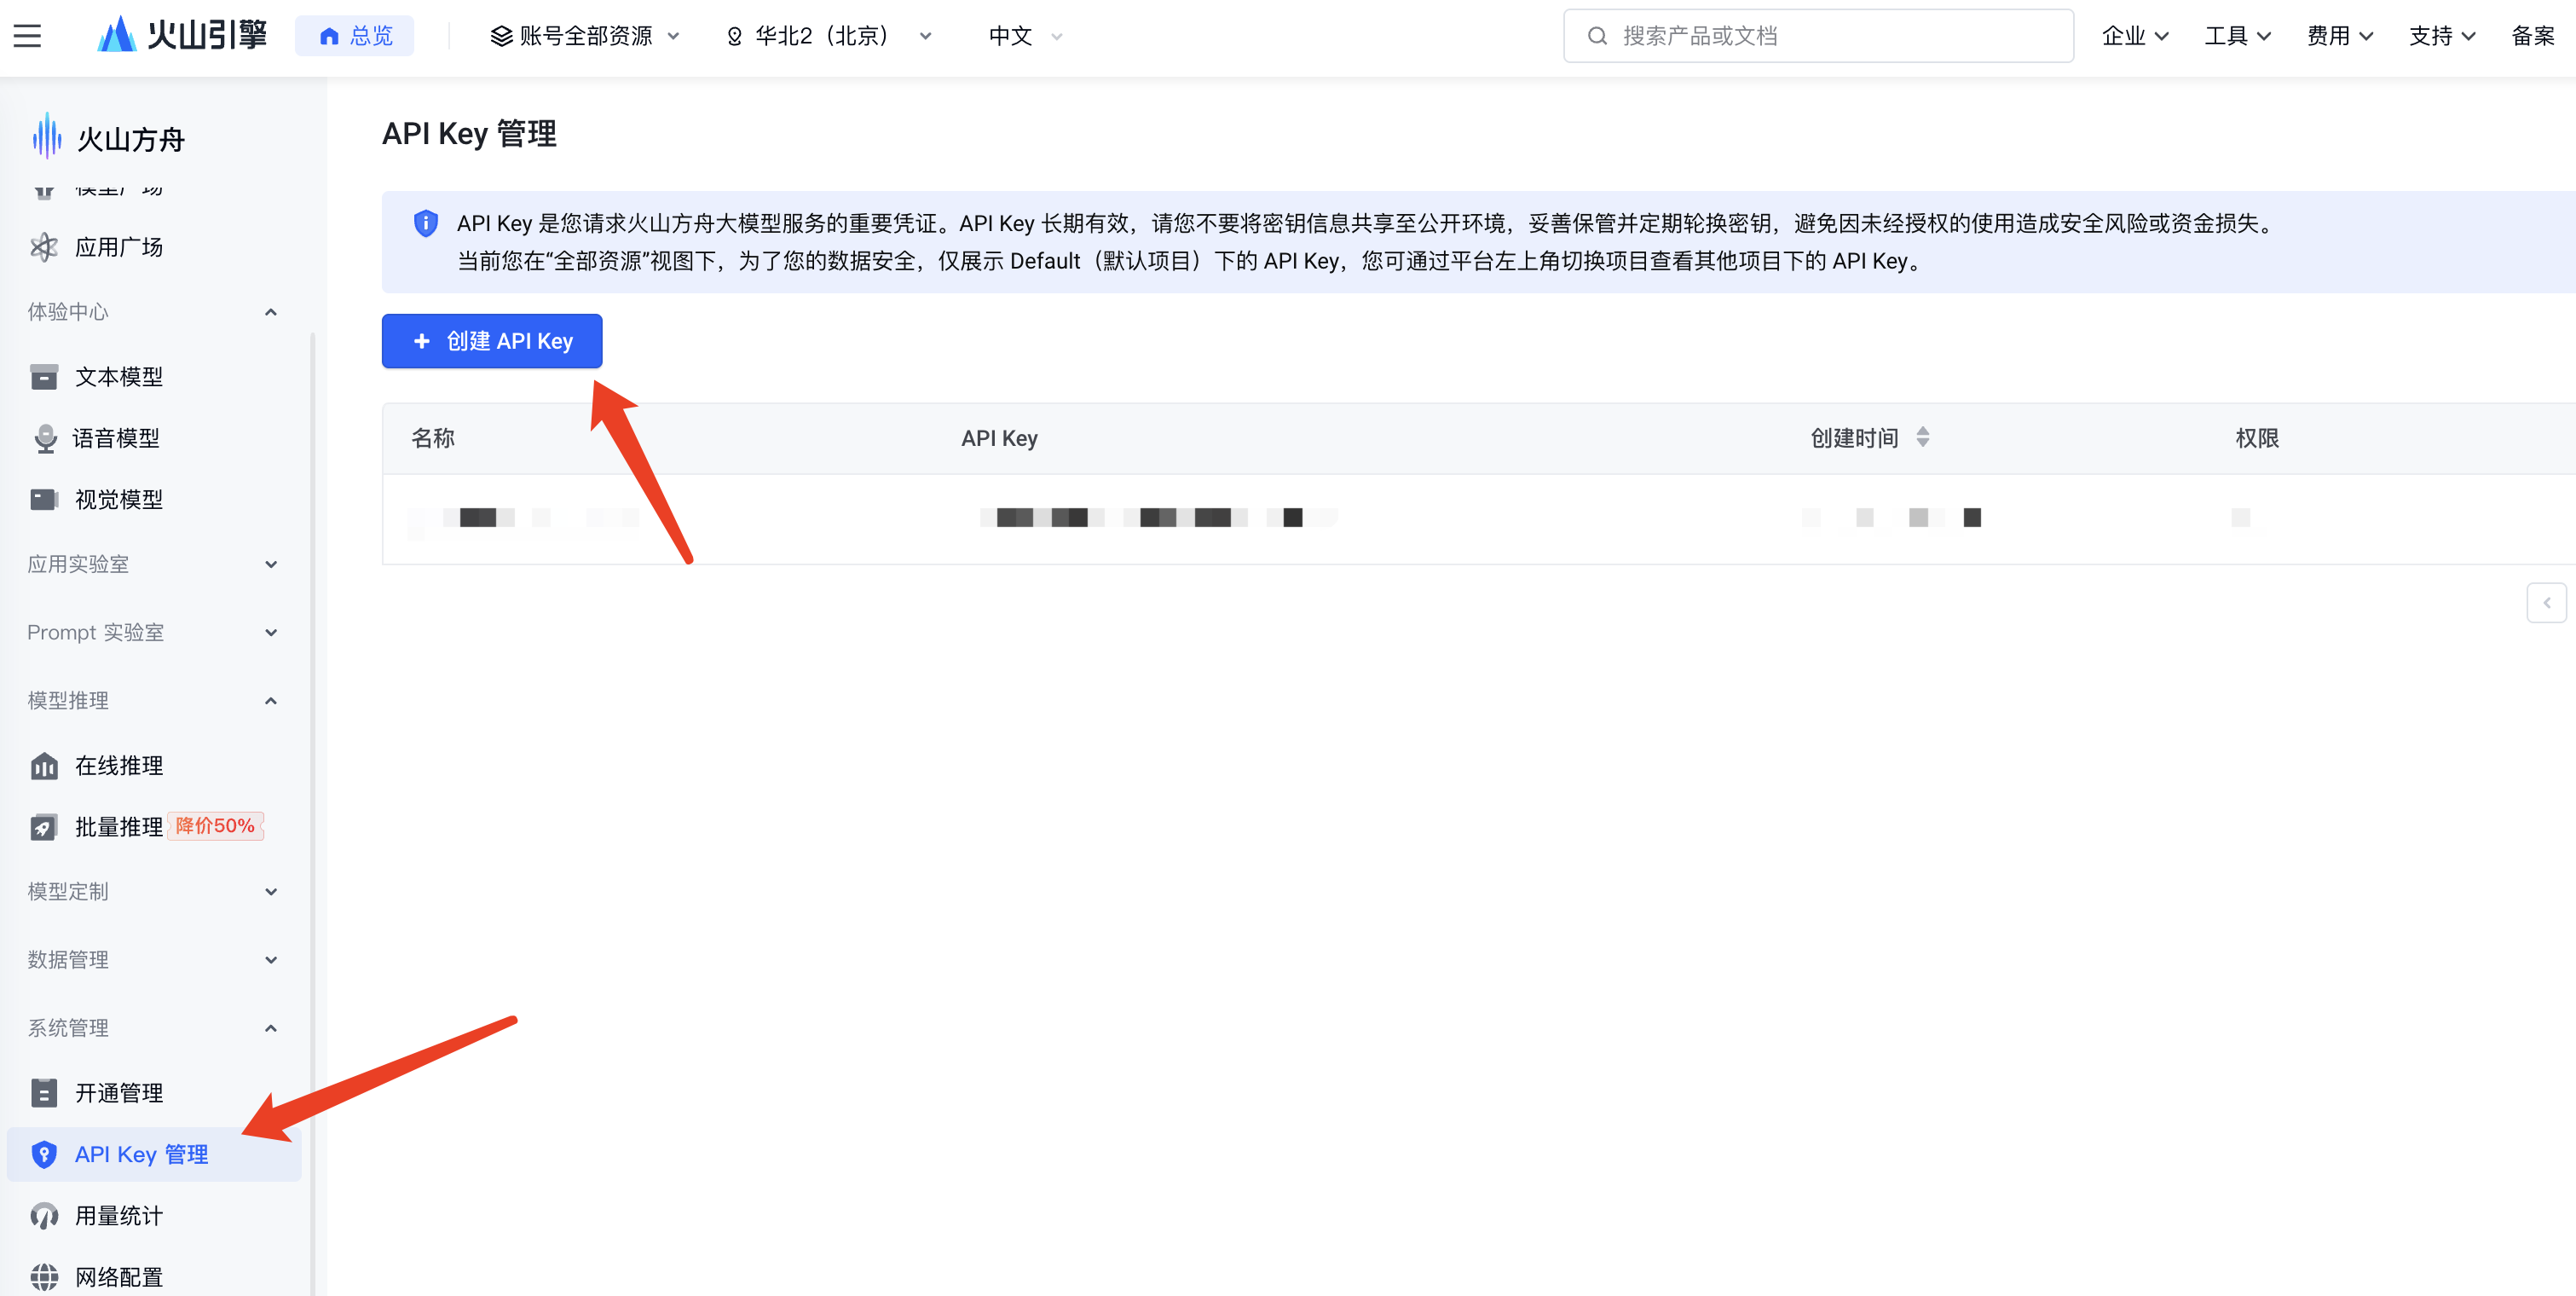 火山引擎
总览
账号全部资源
华北2（北京）
中文
搜索产品或文档
企业
工具
费用
支持
备案
火山方舟
模型广场
应用广场
体验中心
文本模型
语音模型
视觉模型
应用实验室
Prompt 实验室
模型推理
在线推理
批量推理 降价50%
模型定制
数据管理
系统管理
开通管理
API Key 管理
用量统计
网络配置
API Key 管理
API Key 是您请求火山方舟大模型服务的重要凭证。API Key 长期有效，请您不要将密钥信息共享至公开环境，妥善保管并定期轮换密钥，避免因未经授权的使用造成安全风险或资金损失。
当前您在“全部资源”视图下，为了您的数据安全，仅展示 Default（默认项目）下的 API Key，您可通过平台左上角切换项目查看其他项目下的 API Key。
+ 创建 API Key
名称
API Key
创建时间
权限